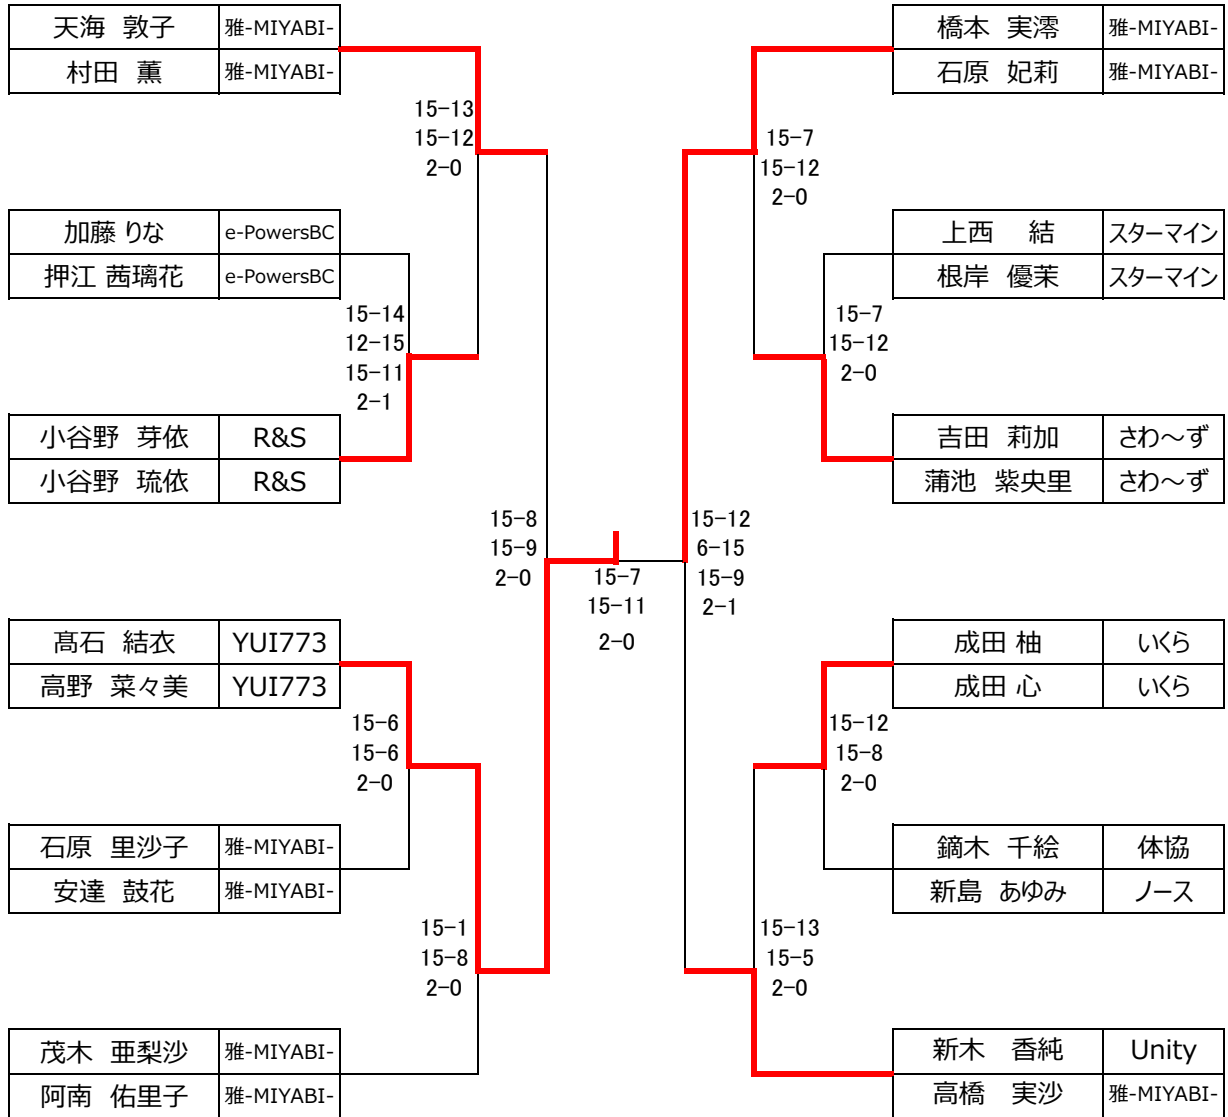 天海　敦子 雅-MIYABI-
村田　薫 雅-MIYABI-
15-13
15-12
2-0
加藤 りな e-PowersBC
押江 茜璃花 e-PowersBC
15-14
12-15
15-11
2-1
小谷野　芽依 R&S
小谷野　琉依 R&S
15-8
15-9
2-0
髙石　結衣 YUI773
高野　菜々美 YUI773
15-6
15-6
2-0
石原　里沙子 雅-MIYABI-
安達　鼓花 雅-MIYABI-
15-1
15-8
2-0
茂木　亜梨沙 雅-MIYABI-
阿南　佑里子 雅-MIYABI-
15-7
15-11
2-0
橋本　実澪 雅-MIYABI-
石原　妃莉 雅-MIYABI-
15-7
15-12
2-0
上西　結 スターマイン
根岸　優茉 スターマイン
15-7
15-12
2-0
吉田　莉加 さわ～ず
蒲池　紫央里 さわ～ず
15-12
6-15
15-9
2-1
成田 柚 いくら
成田 心 いくら
15-12
15-8
2-0
鏑木　千絵 体協
新島　あゆみ ノース
15-13
15-5
2-0
新木　香純 Unity
高橋　実沙 雅-MIYABI-